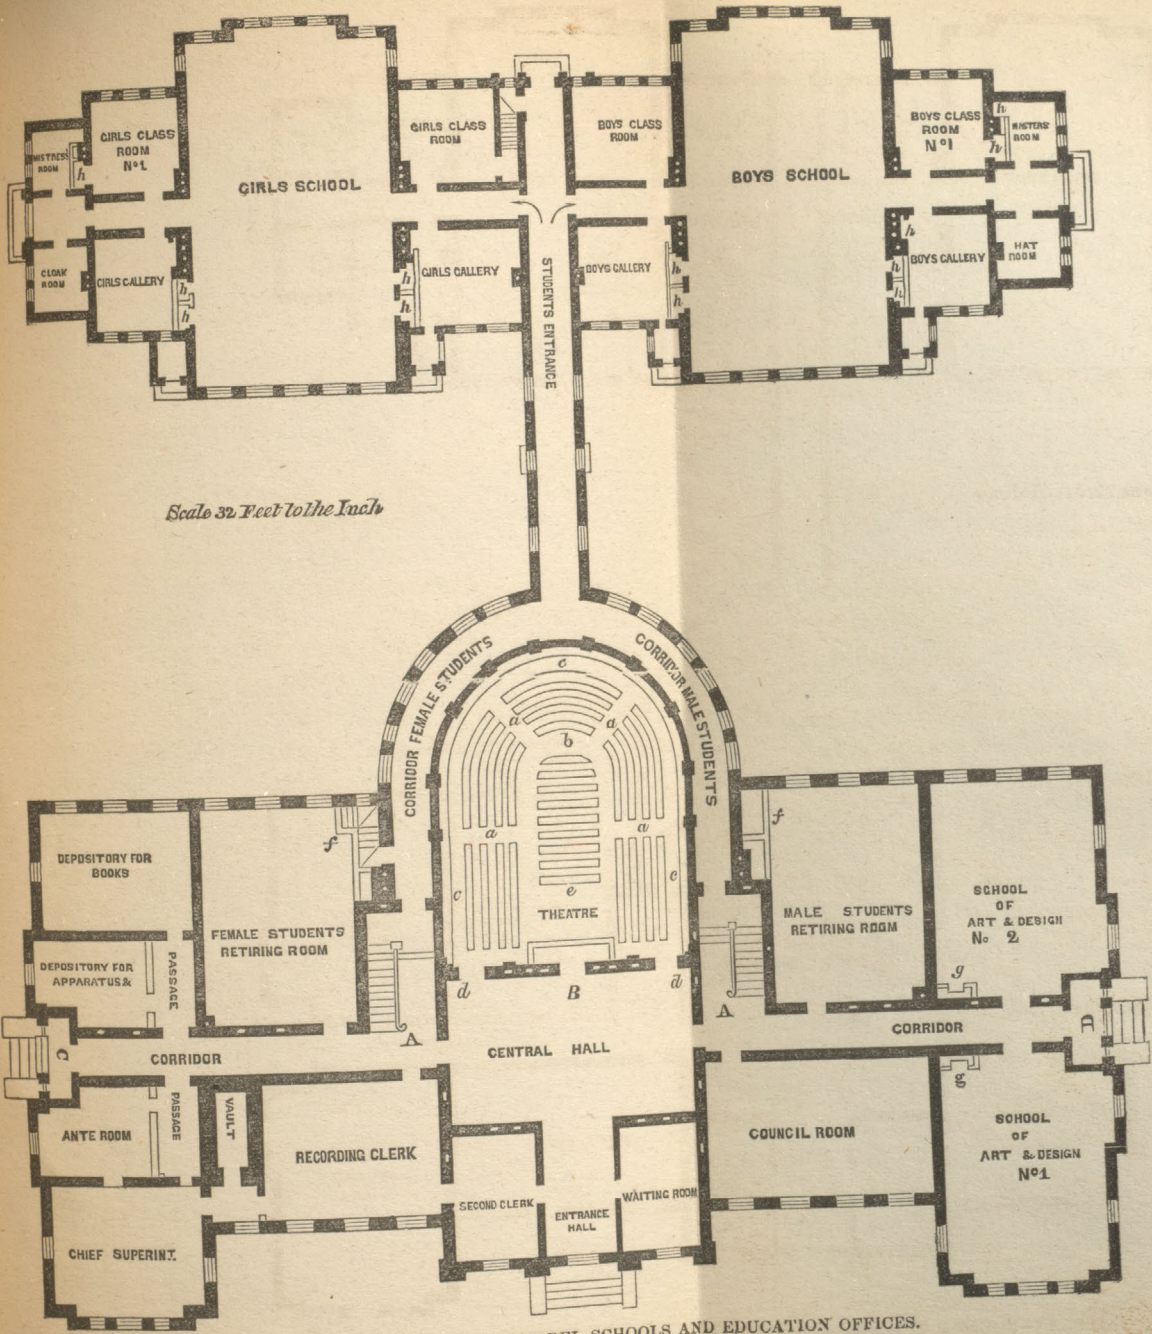 GIRLS CLASS
ROOM
No 1
MISTRESS
ROOM
h
GIRLS SCHOOL
GIRLS CLASS
ROOM
BOYS CLASS
ROOM
BOYS SCHOOL
BOYS CLASS
ROOM
No 1
h
h
MASTERS
ROOM
CLOAK
ROOM
GIRLS GALLERY
h
h
h
h
GIRLS GALLERY
STUDENTS ENTRANCE
BOYS GALLERY
h
h
h
h
h
BOYS GALLERY
HAT
ROOM
Scale 32 Feet to the Inch
CORRIDOR FEMALE STUDENTS
CORRIDOR MALE STUDENTS
c
a
a
b
a
a
c
c
e
THEATRE
d
d
B
f
f
DEPOSITORY FOR
BOOKS
FEMALE STUDENTS
RETIRING ROOM
DEPOSITORY FOR
APPARATUS &
PASSAGE
MALE STUDENTS
RETIRING ROOM
SCHOOL
OF
ART & DESIGN
No 2
g
A
A
C
CORRIDOR
CENTRAL HALL
CORRIDOR
g
ANTE ROOM
PASSAGE
VAULT
RECORDING CLERK
SECOND CLERK
ENTRANCE
HALL
WAITING ROOM
COUNCIL ROOM
SCHOOL
OF
ART & DESIGN
No 1
CHIEF SUPERINT.
SCHOOLS AND EDUCATION OFFICES.